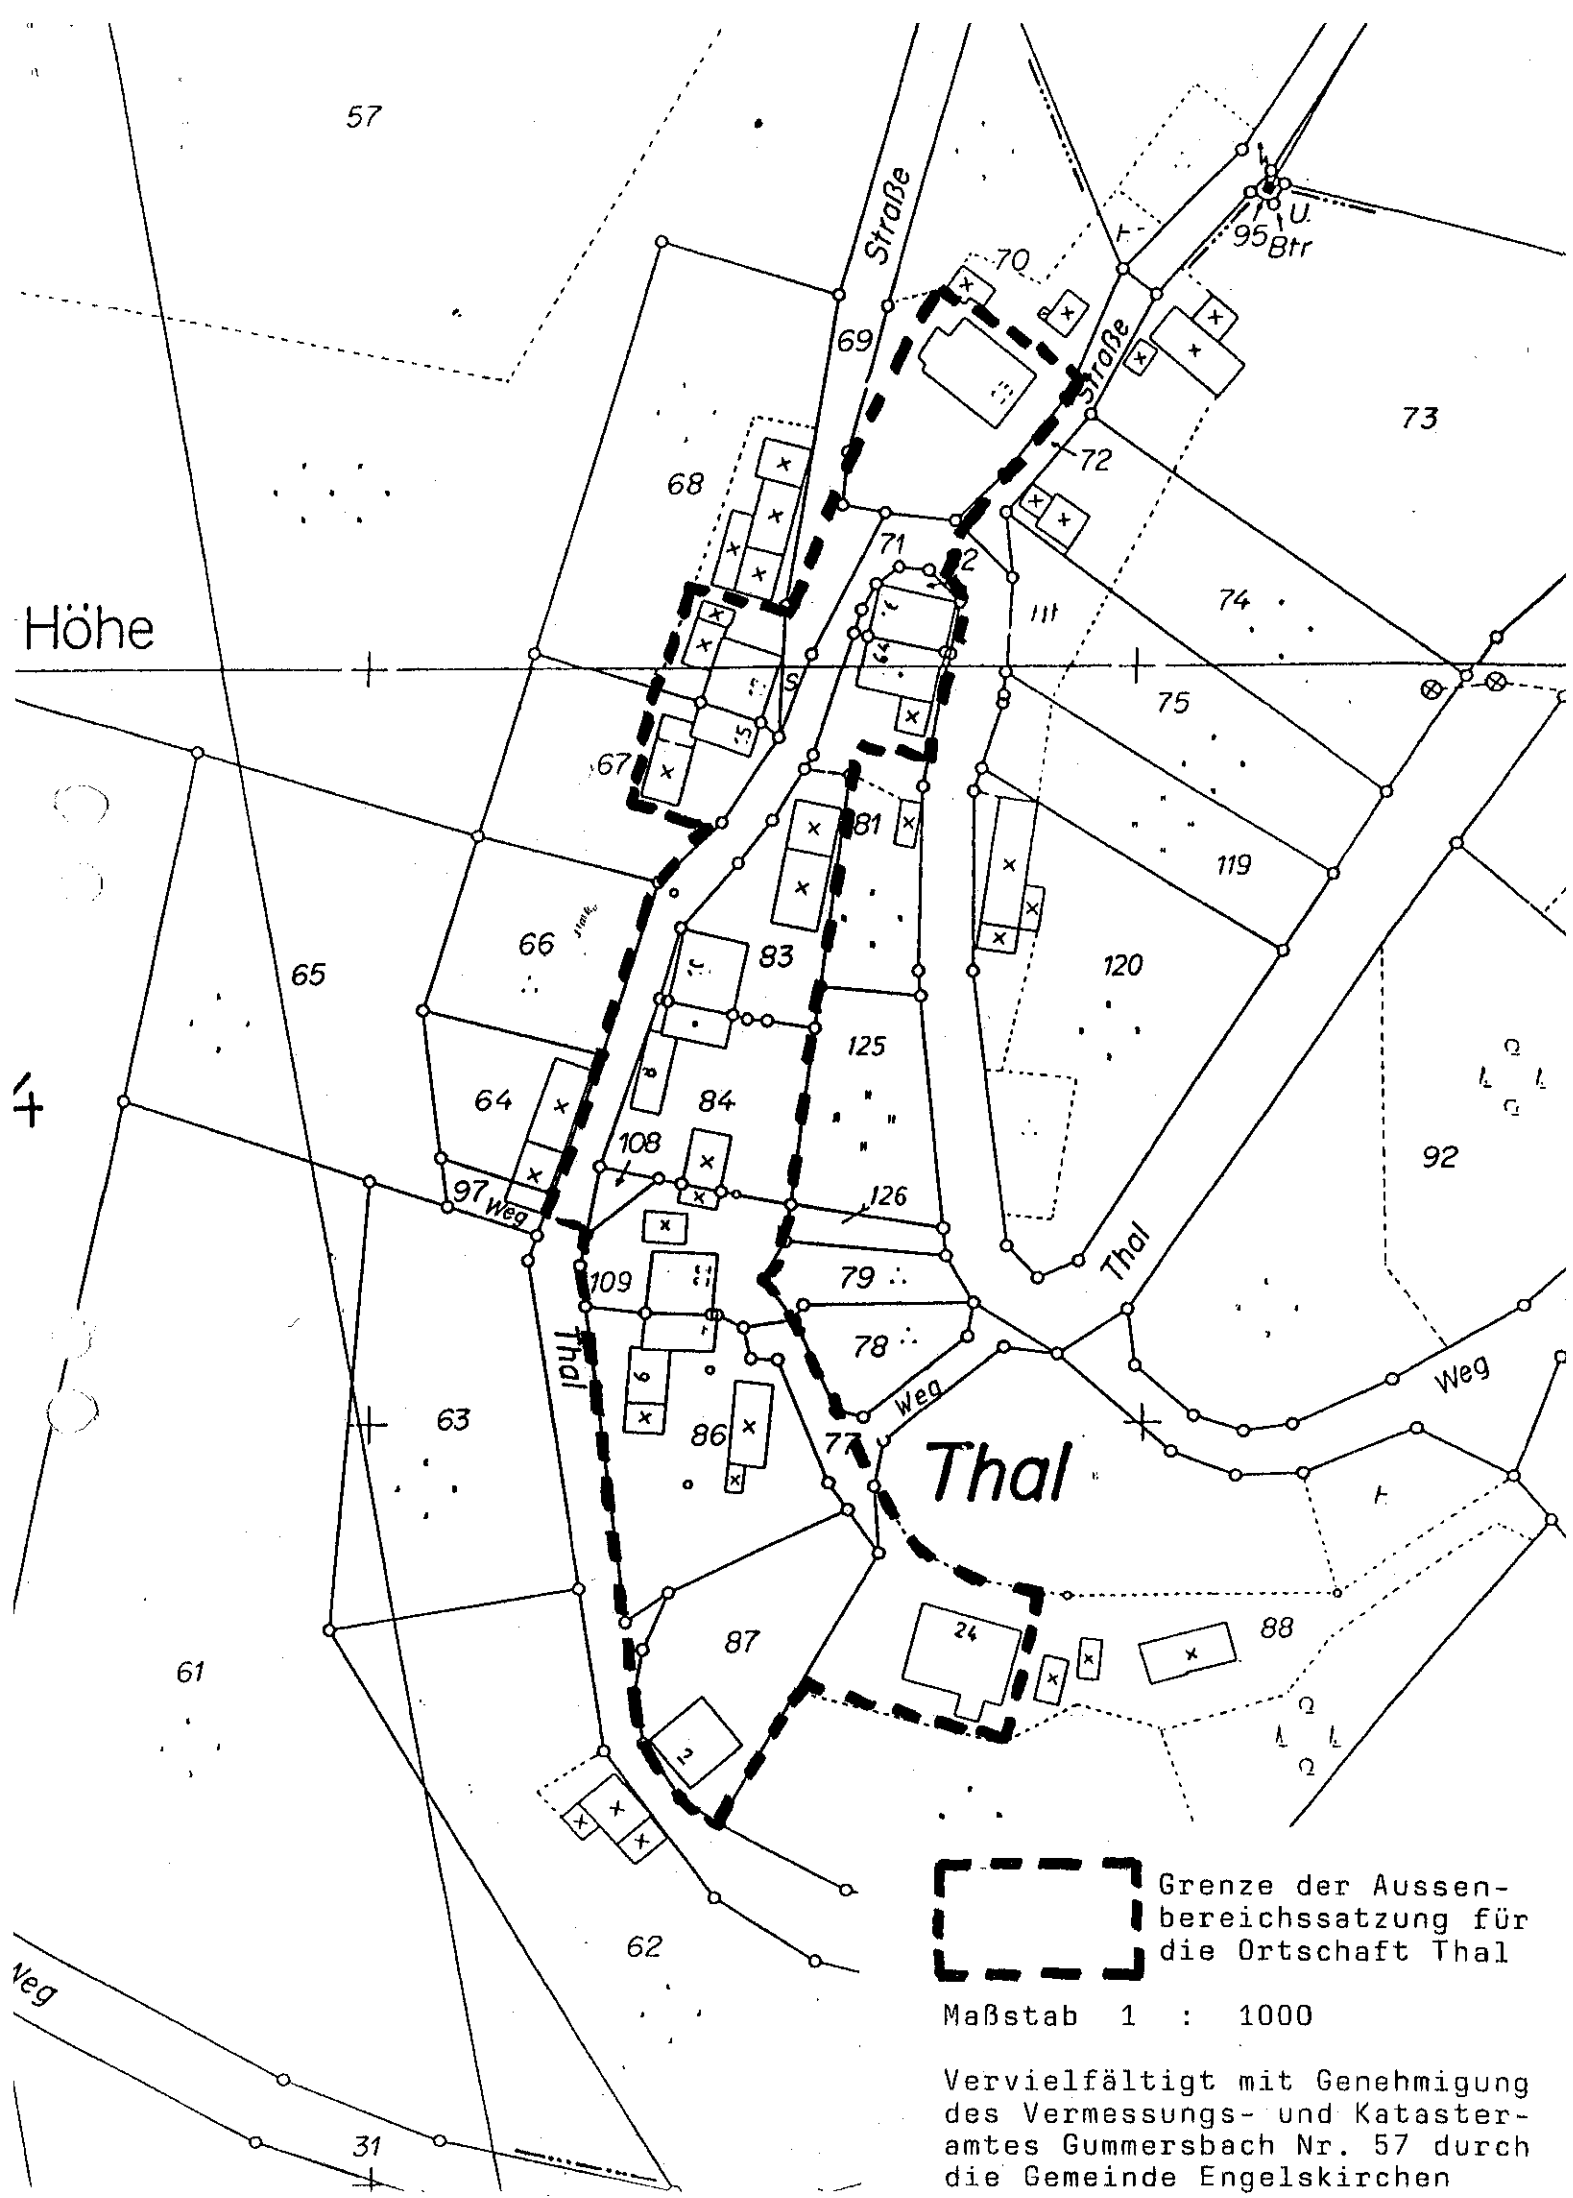 57
Straße
U.
95
Btr
70
69
Straße
73
72
68
71
2
74
Höhe
64
S
75
67
81
119
66
83
65
120
125
64
84
108
92
126
97
Weg
79
Thal
109
Thal
78
Weg
6
Weg
63
86
77
Thal
24
88
87
61
2
Grenze der Aussen-
bereichssatzung für
die Ortschaft Thal
62
Weg
Maßstab 1 : 1000
Vervielfältigt mit Genehmigung
des Vermessungs- und Kataster-
amtes Gummersbach Nr. 57 durch
die Gemeinde Engelskirchen
31